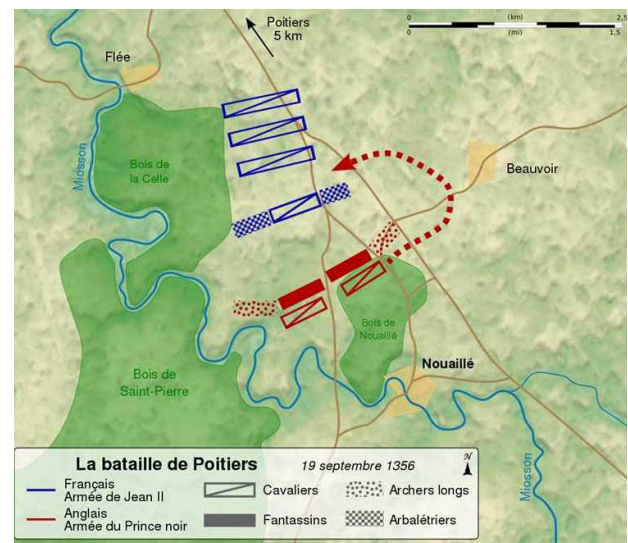 Poitiers
5 km
0 (km) 2.5
0 (mi) 1.5
Flée
Miosson
Bois de
la Celle
Beauvoir
Bois de
Nouaillé
Nouaillé
Bois de
Saint-Pierre
Miosson
La bataille de Poitiers
19 septembre 1356
N
Français
Armée de Jean II
Anglais
Armée du Prince noir
Cavaliers
Fantassins
Archers longs
Arbalétriers